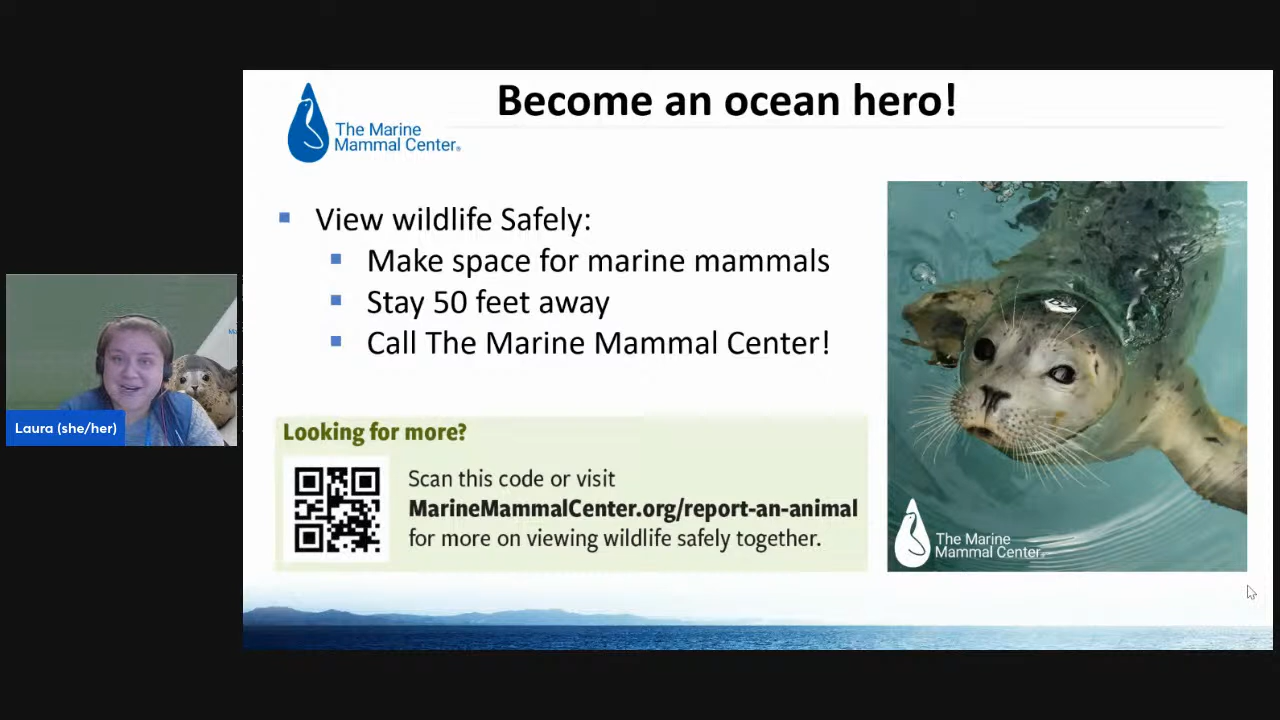 Become an ocean hero!
The Marine
Mammal Center®
View wildlife Safely:
Make space for marine mammals
Stay 50 feet away
Call The Marine Mammal Center!
Laura (she/her)
Looking for more?
Scan this code or visit
MarineMammalCenter.org/report-an-animal
for more on viewing wildlife safely together.
The Marine
Mammal Center®